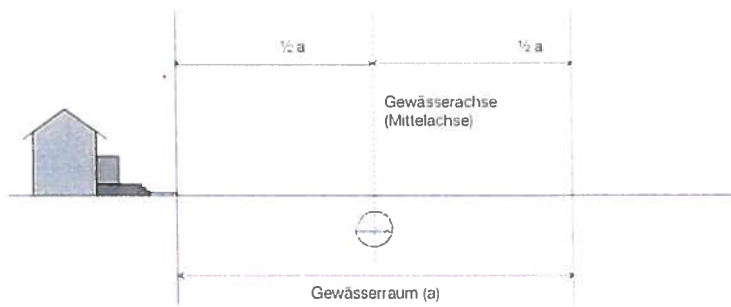 ½ a
½ a
Gewässerachse
(Mittelachse)
Gewässerraum (a)